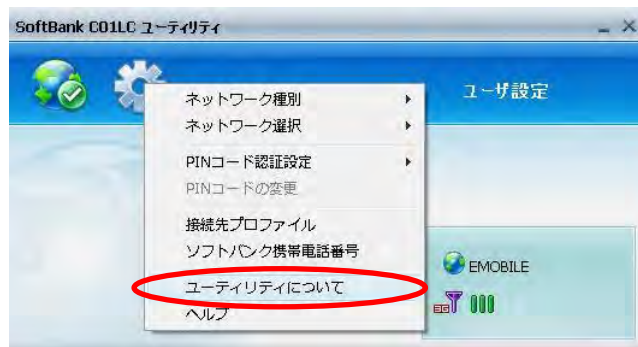 SoftBank C01LC ユーティリティ
ユーザ設定
ネットワーク種別
ネットワーク選択
PINコード認証設定
PINコードの変更
接続先プロファイル
ソフトバンク携帯電話番号
ユーティリティについて
ヘルプ
EMOBILE
3G